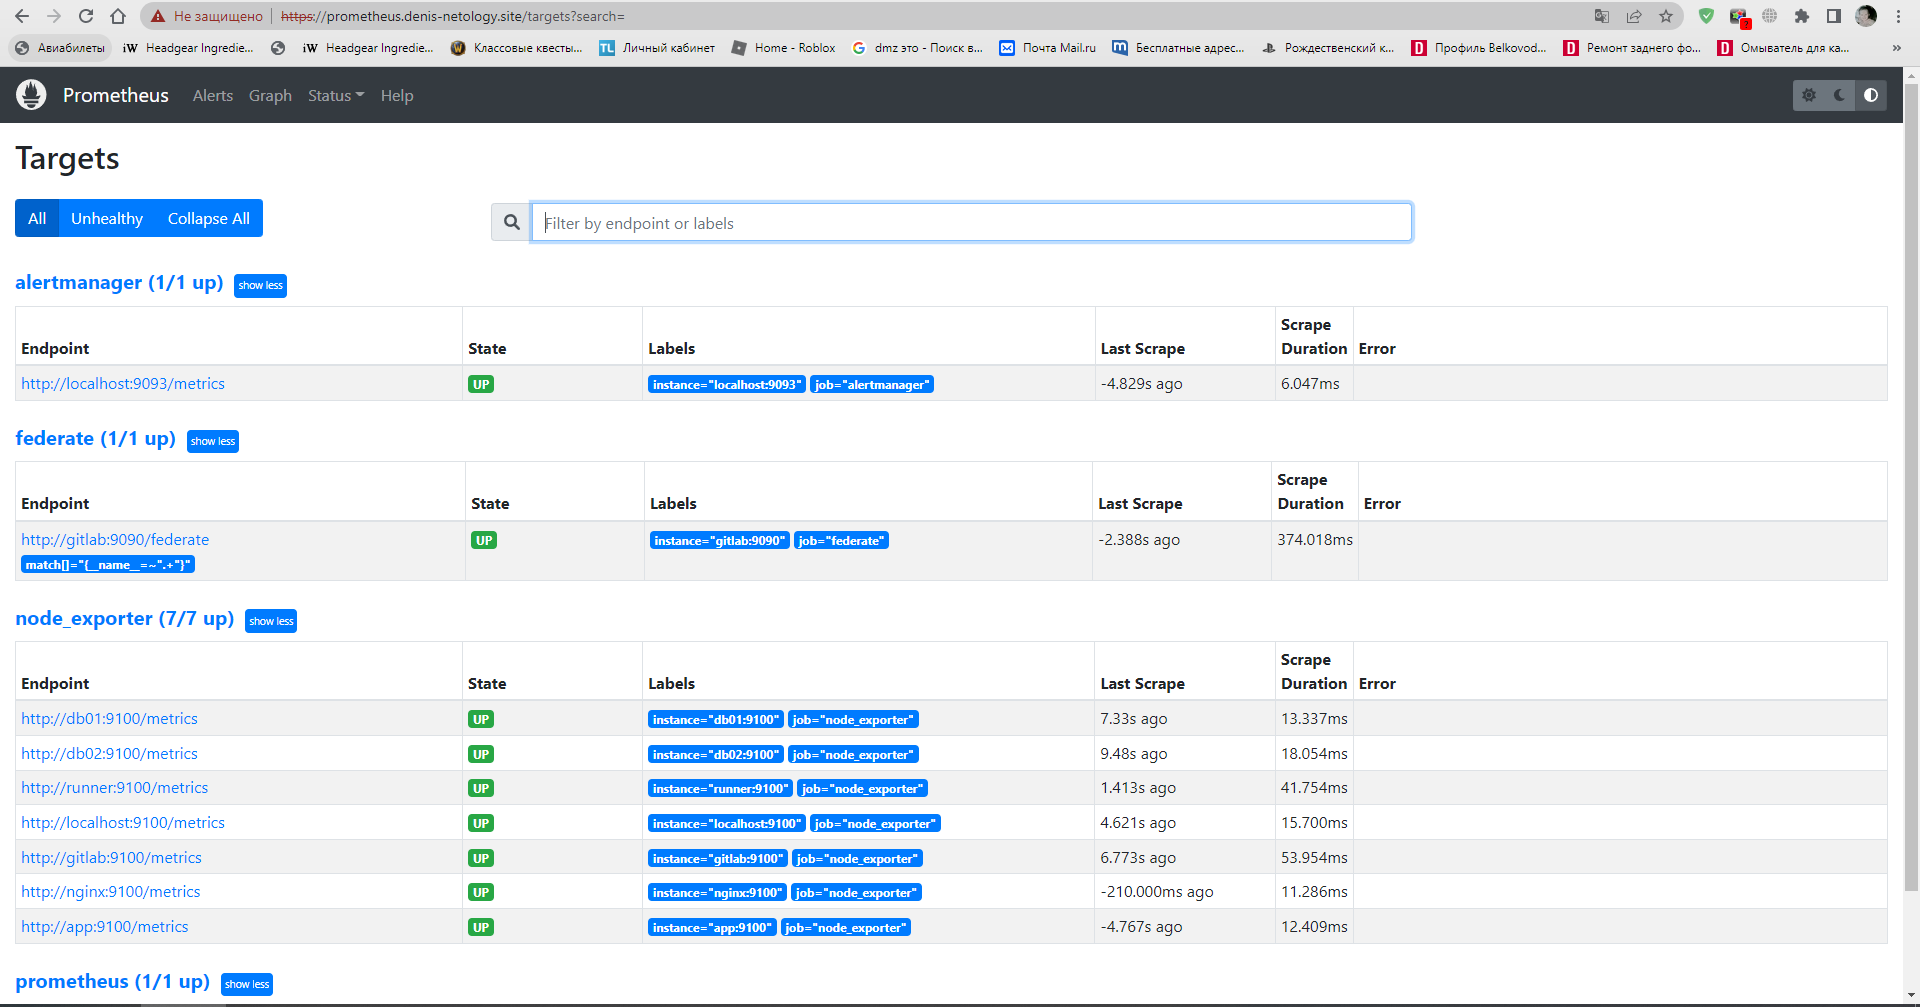 Не защищено https://prometheus.denis-netology.site/targets?search=
Авиабилеты iW Headgear Ingredie... iW Headgear Ingredie... Классовые квесты... TL Личный кабинет Home - Roblox dmz это - Поиск в... Почта Mail.ru Бесплатные адрес... Рождественский к... D Профиль Belkovod... D Ремонт заднего фо... D Омыватель для ка... »
Prometheus Alerts Graph Status Help
Targets
All Unhealthy Collapse All Filter by endpoint or labels
alertmanager (1/1 up) show less
Endpoint State Labels Last Scrape Scrape Duration Error
http://localhost:9093/metrics UP instance="localhost:9093" job="alertmanager" -4.829s ago 6.047ms
federate (1/1 up) show less
Endpoint State Labels Last Scrape Scrape Duration Error
http://gitlab:9090/federate UP instance="gitlab:9090" job="federate" -2.388s ago 374.018ms
match[]="{__name__=~".+"}"
node_exporter (7/7 up) show less
Endpoint State Labels Last Scrape Scrape Duration Error
http://db01:9100/metrics UP instance="db01:9100" job="node_exporter" 7.33s ago 13.337ms
http://db02:9100/metrics UP instance="db02:9100" job="node_exporter" 9.48s ago 18.054ms
http://runner:9100/metrics UP instance="runner:9100" job="node_exporter" 1.413s ago 41.754ms
http://localhost:9100/metrics UP instance="localhost:9100" job="node_exporter" 4.621s ago 15.700ms
http://gitlab:9100/metrics UP instance="gitlab:9100" job="node_exporter" 6.773s ago 53.954ms
http://nginx:9100/metrics UP instance="nginx:9100" job="node_exporter" -210.000ms ago 11.286ms
http://app:9100/metrics UP instance="app:9100" job="node_exporter" -4.767s ago 12.409ms
prometheus (1/1 up) show less